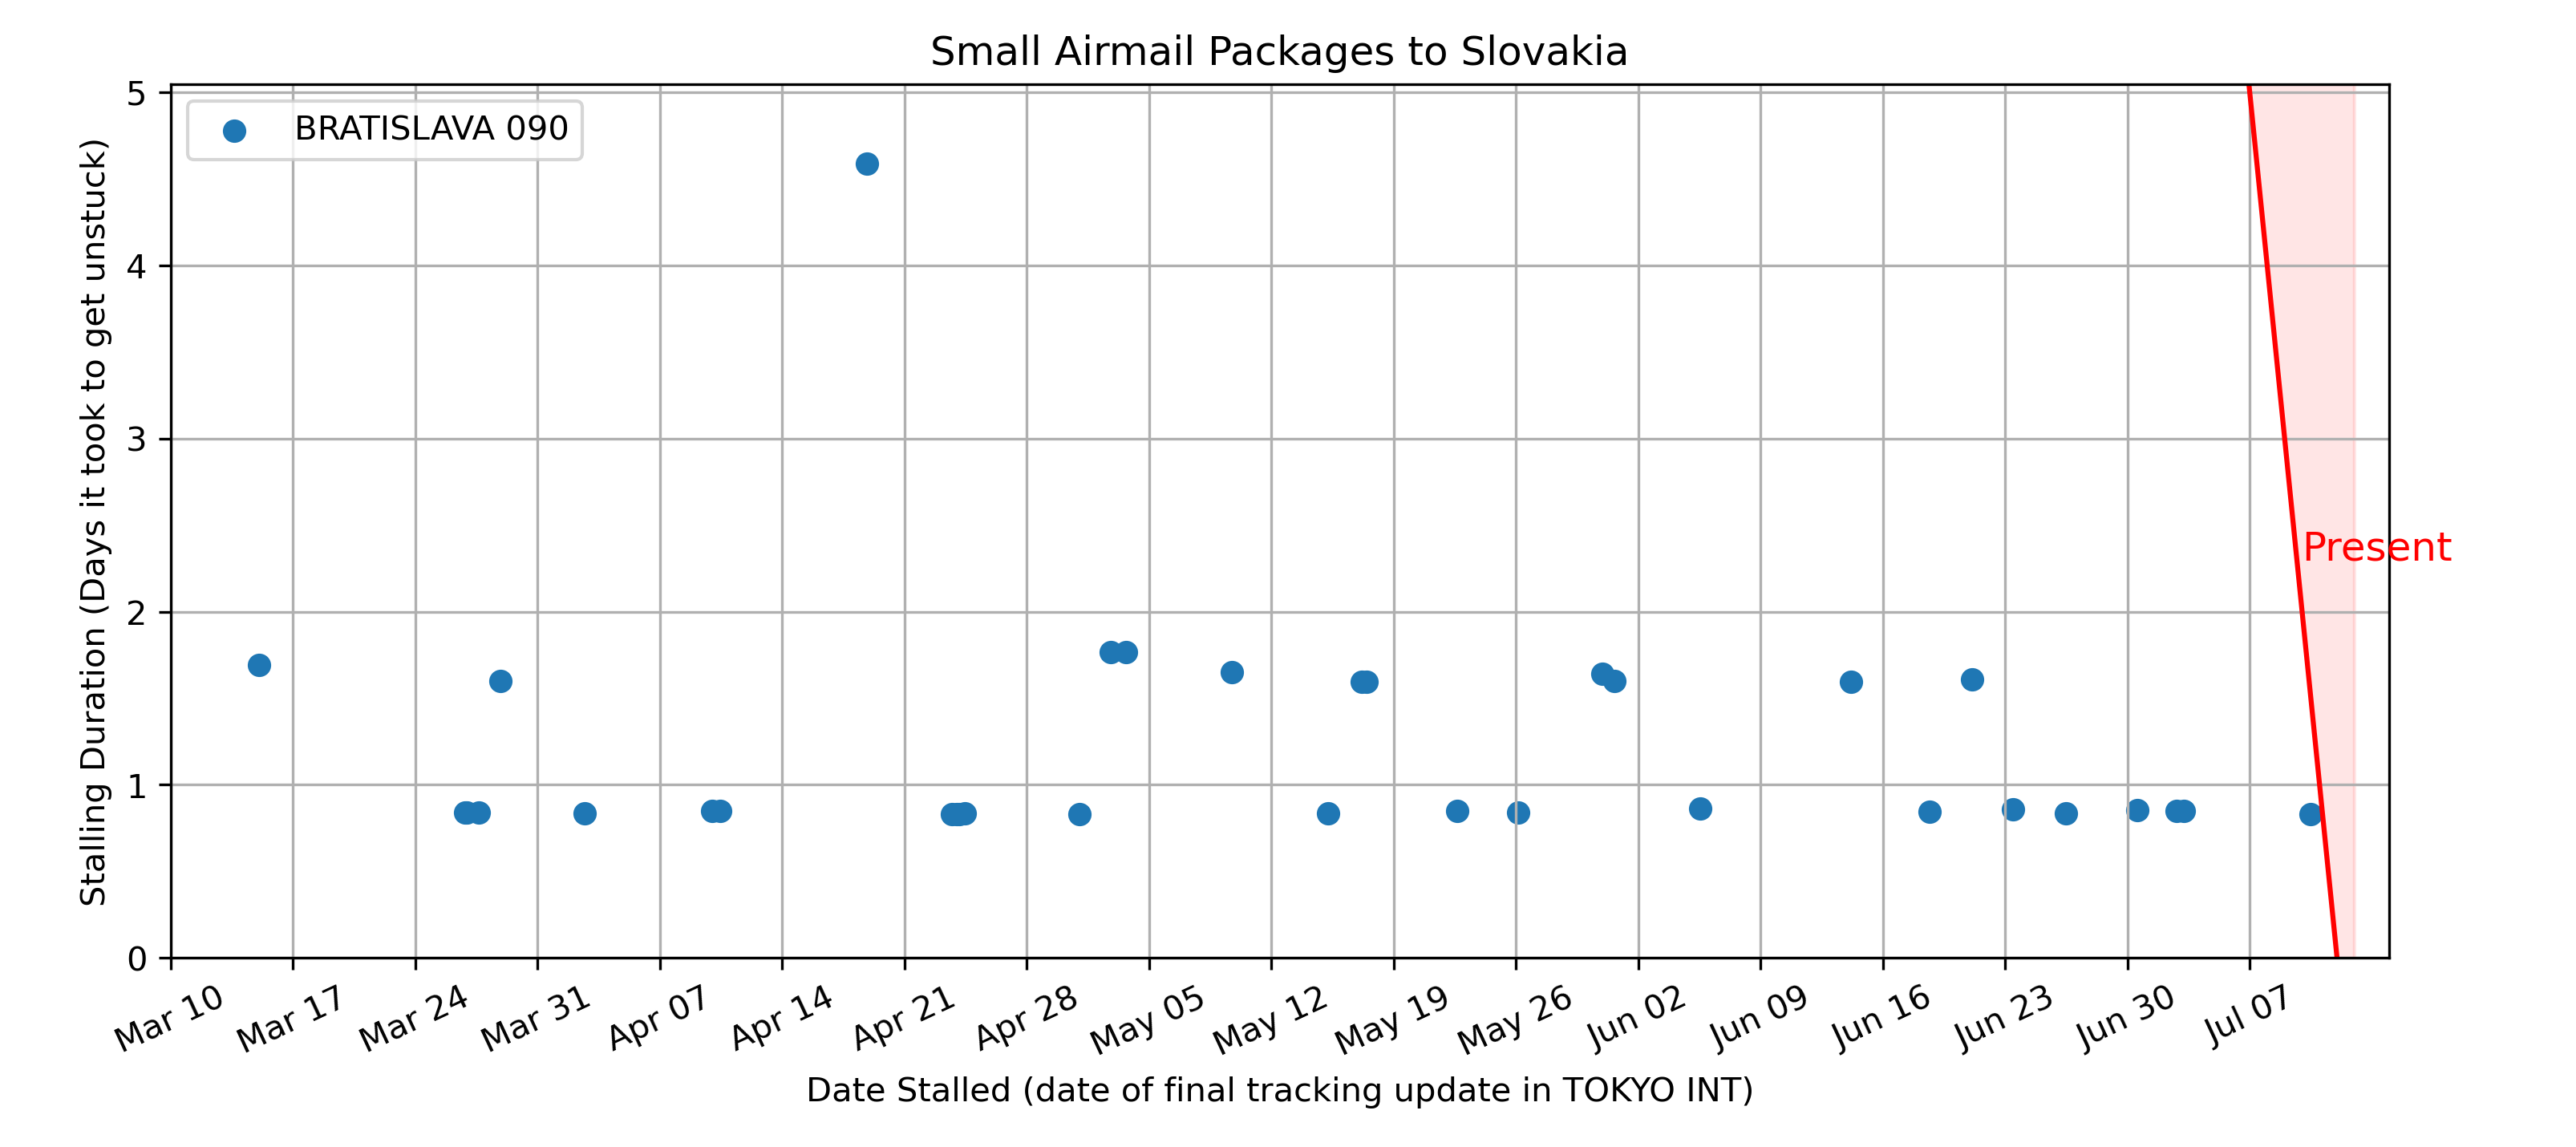 Small Airmail Packages to Slovakia
BRATISLAVA 090
Stalling Duration (Days it took to get unstuck)
5
4
3
2
1
0
Present
Mar 10
Mar 17
Mar 24
Mar 31
Apr 07
Apr 14
Apr 21
Apr 28
May 05
May 12
May 19
May 26
Jun 02
Jun 09
Jun 16
Jun 23
Jun 30
Jul 07
Date Stalled (date of final tracking update in TOKYO INT)